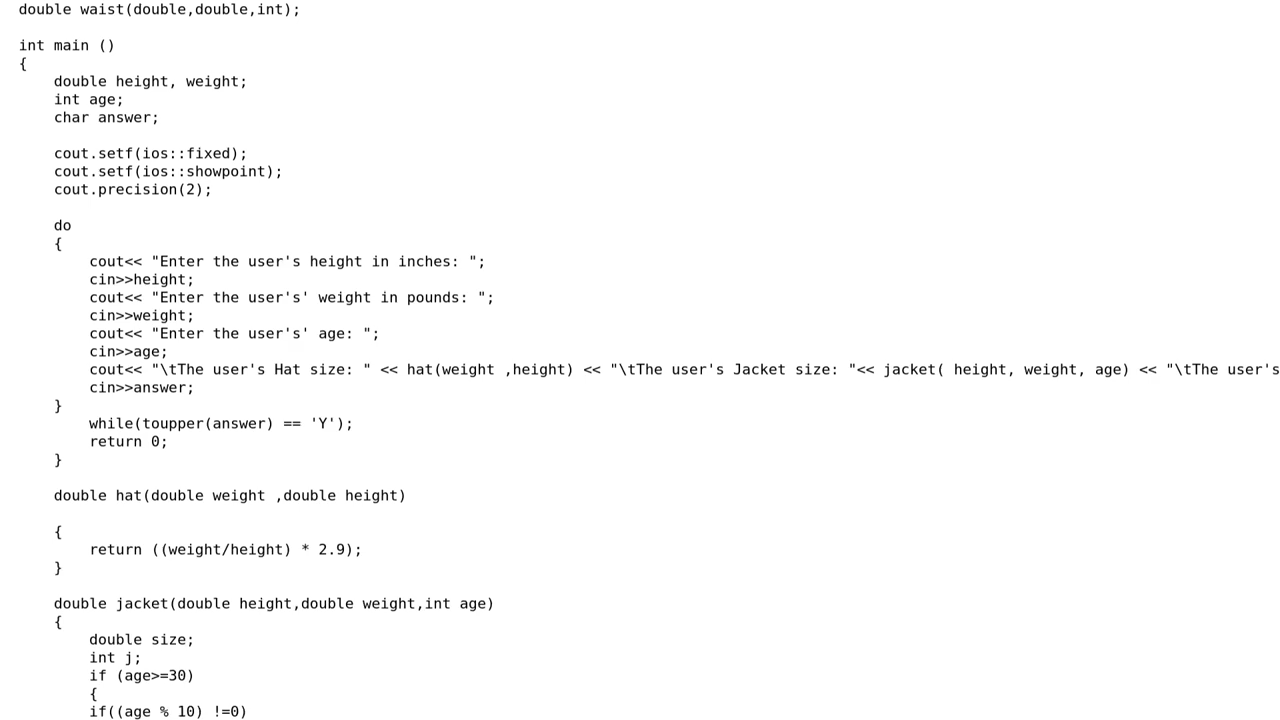 double waist(double,double,int);
int main ()
{
double height, weight;
int age;
char answer;
cout.setf(ios::fixed);
cout.setf(ios::showpoint);
cout.precision(2);
do
{
cout<< "Enter the user's height in inches: ";
cin>>height;
cout<< "Enter the user's' weight in pounds: ";
cin>>weight;
cout<< "Enter the user's' age: ";
cin>>age;
cout<< "\tThe user's Hat size: " << hat(weight ,height) << "\tThe user's Jacket size: "<< jacket( height, weight, age) << "\tThe user's
cin>>answer;
}
while(toupper(answer) == 'Y');
return 0;
}
double hat(double weight ,double height)
{
return ((weight/height) * 2.9);
}
double jacket(double height,double weight,int age)
{
double size;
int j;
if (age>=30)
{
if((age % 10) !=0)